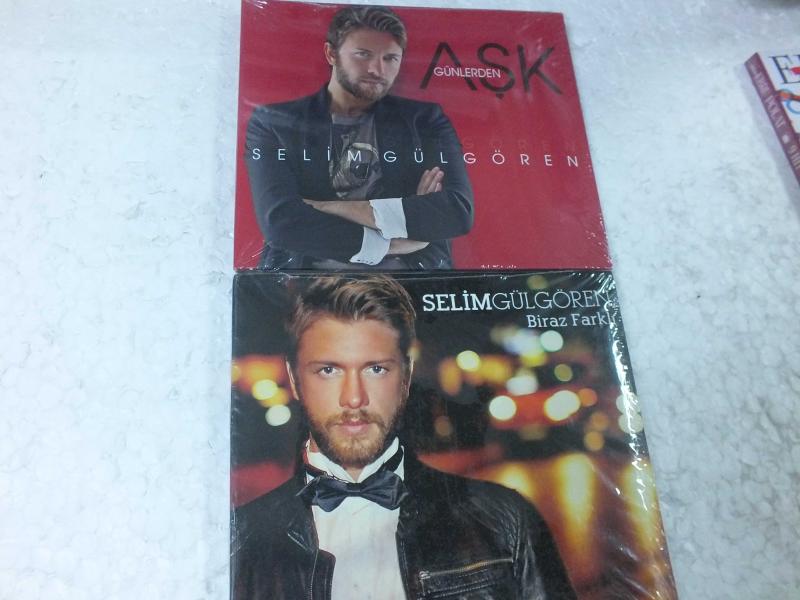 AŞK
GÜNLERDEN
SELİM GÜLGÖREN
SELİMGÜLGÖREN
Biraz Farklı